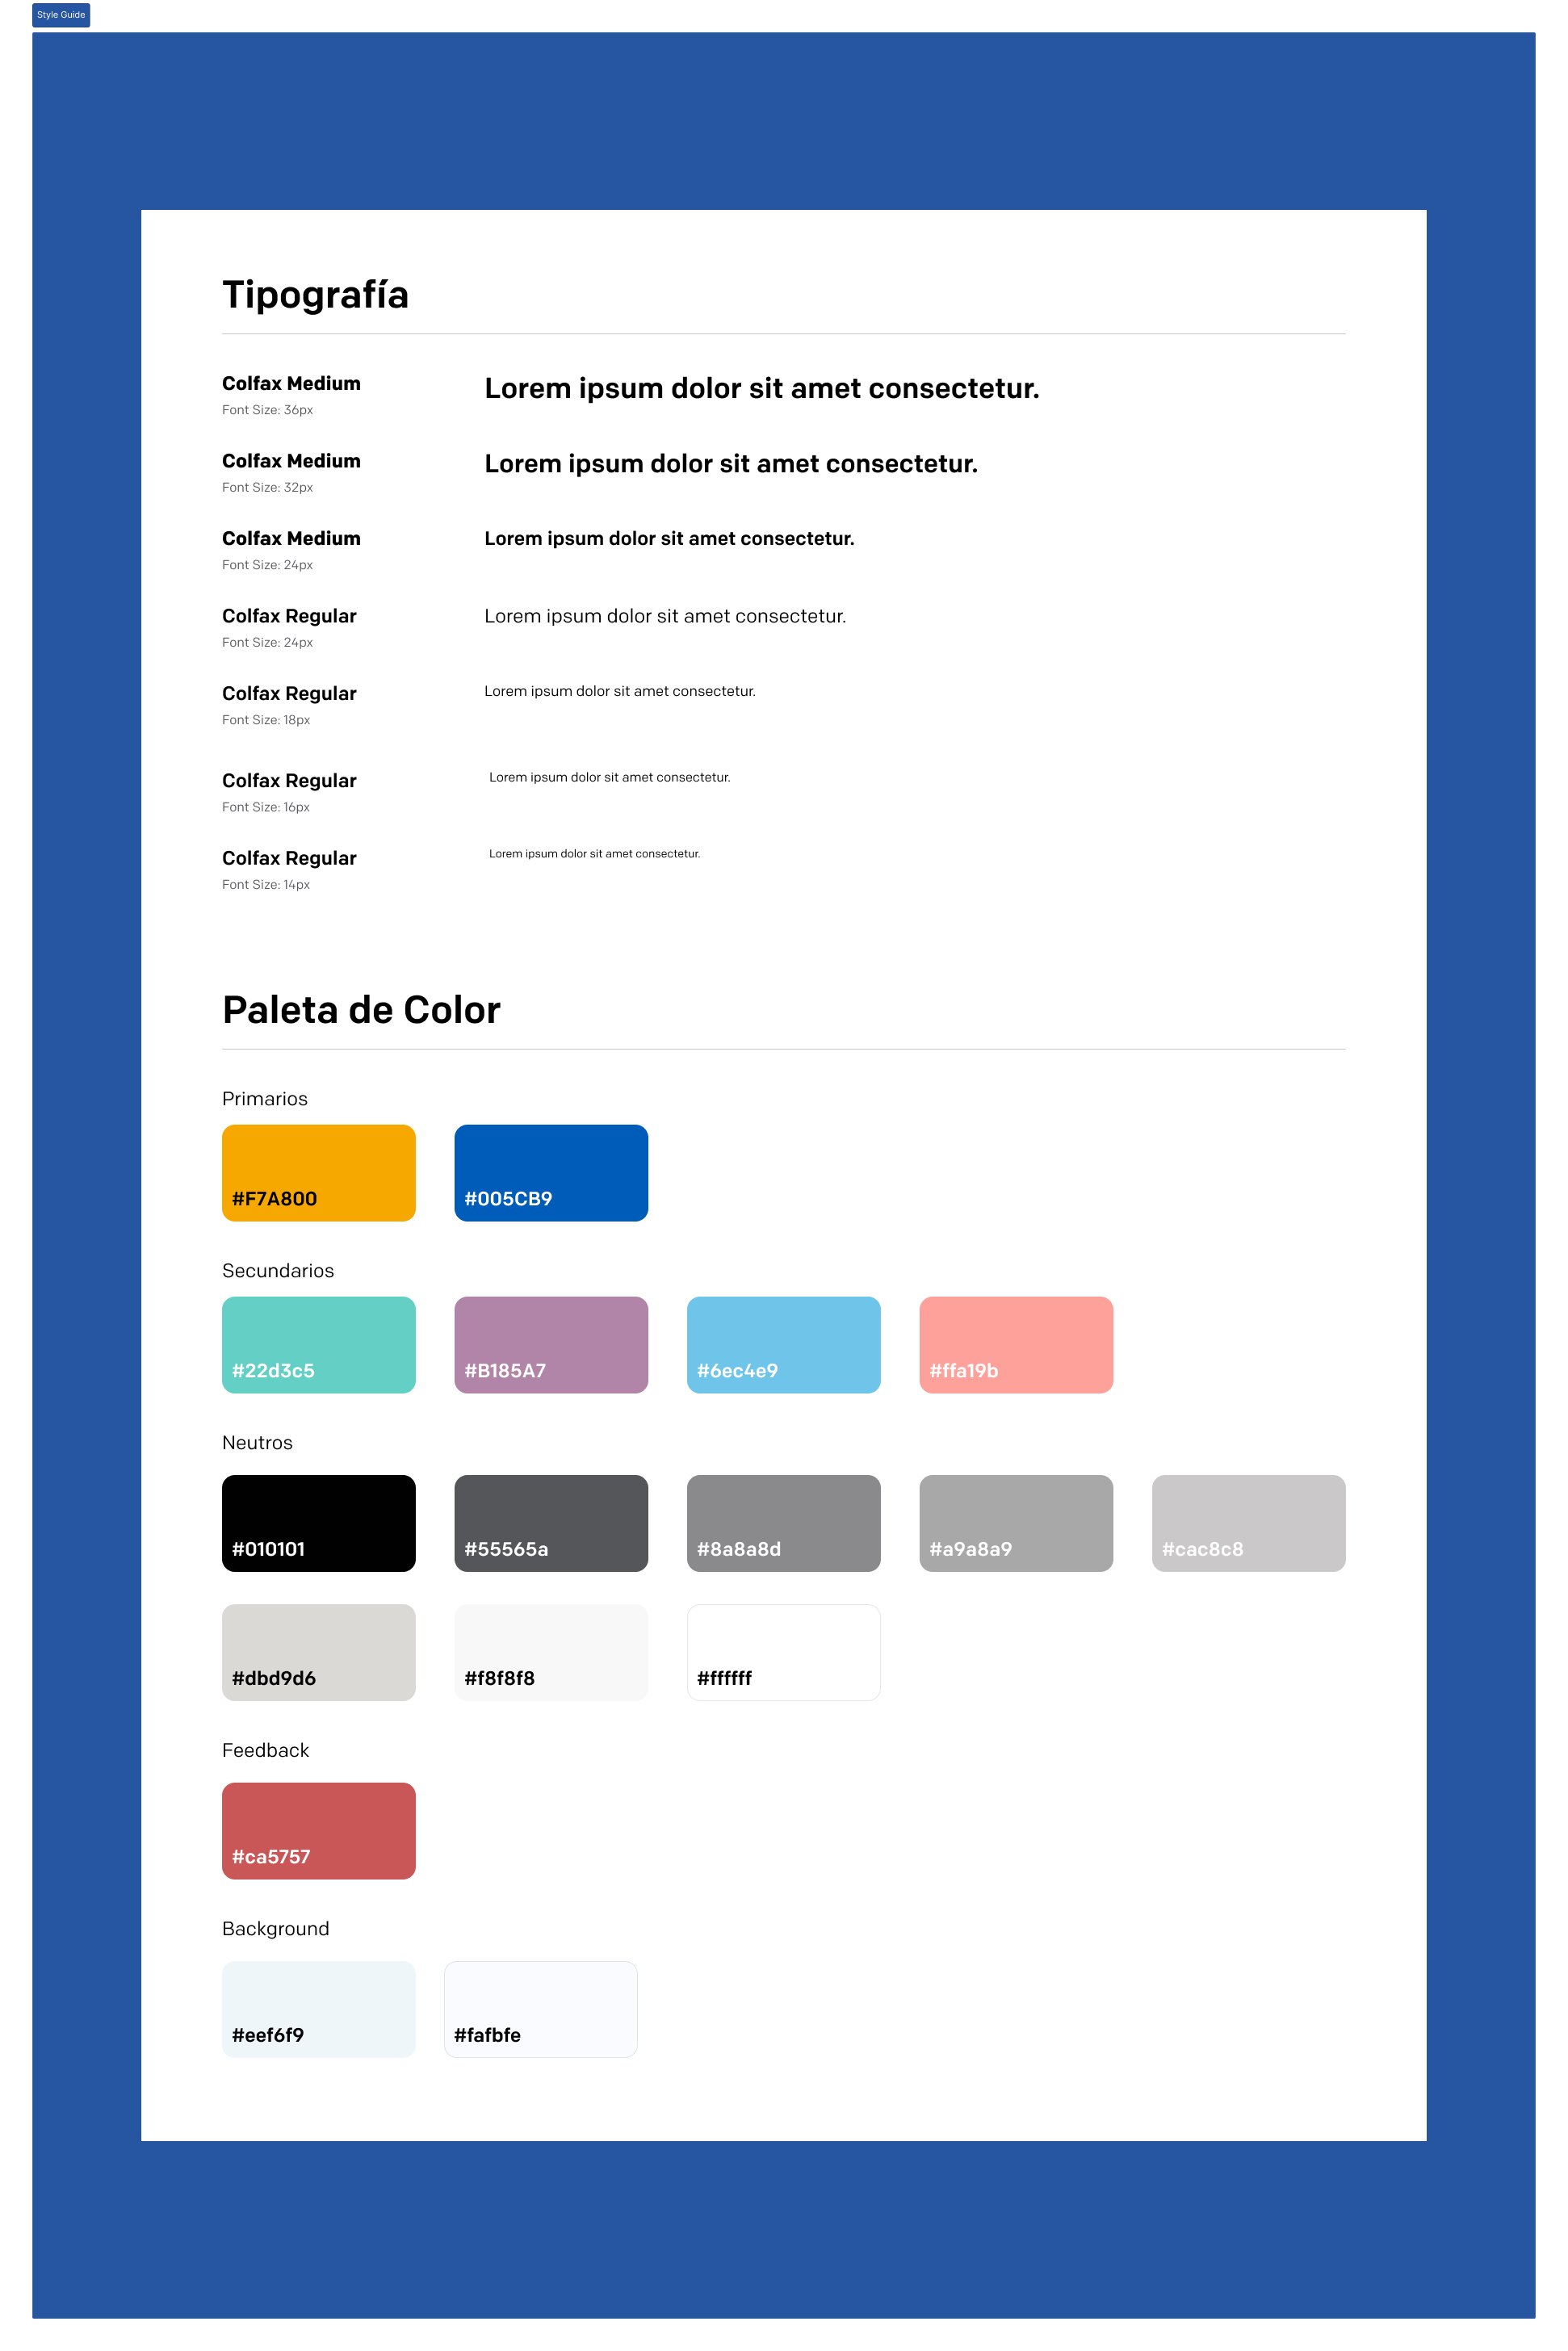 Style Guide
Tipografía
Colfax Medium
Lorem ipsum dolor sit amet consectetur.
Font Size: 36px
Colfax Medium
Lorem ipsum dolor sit amet consectetur.
Font Size: 32px
Colfax Medium
Lorem ipsum dolor sit amet consectetur.
Font Size: 24px
Colfax Regular
Lorem ipsum dolor sit amet consectetur.
Font Size: 24px
Colfax Regular
Lorem ipsum dolor sit amet consectetur.
Font Size: 18px
Colfax Regular
Lorem ipsum dolor sit amet consectetur.
Font Size: 16px
Colfax Regular
Lorem ipsum dolor sit amet consectetur.
Font Size: 14px
Paleta de Color
Primarios
#F7A800 #005CB9
Secundarios
#22d3c5 #B185A7 #6ec4e9 #ffa19b
Neutros
#010101 #55565a #8a8a8d #a9a8a9 #cac8c8
#dbd9d6 #f8f8f8 #ffffff
Feedback
#ca5757
Background
#eef6f9 #fafbfe